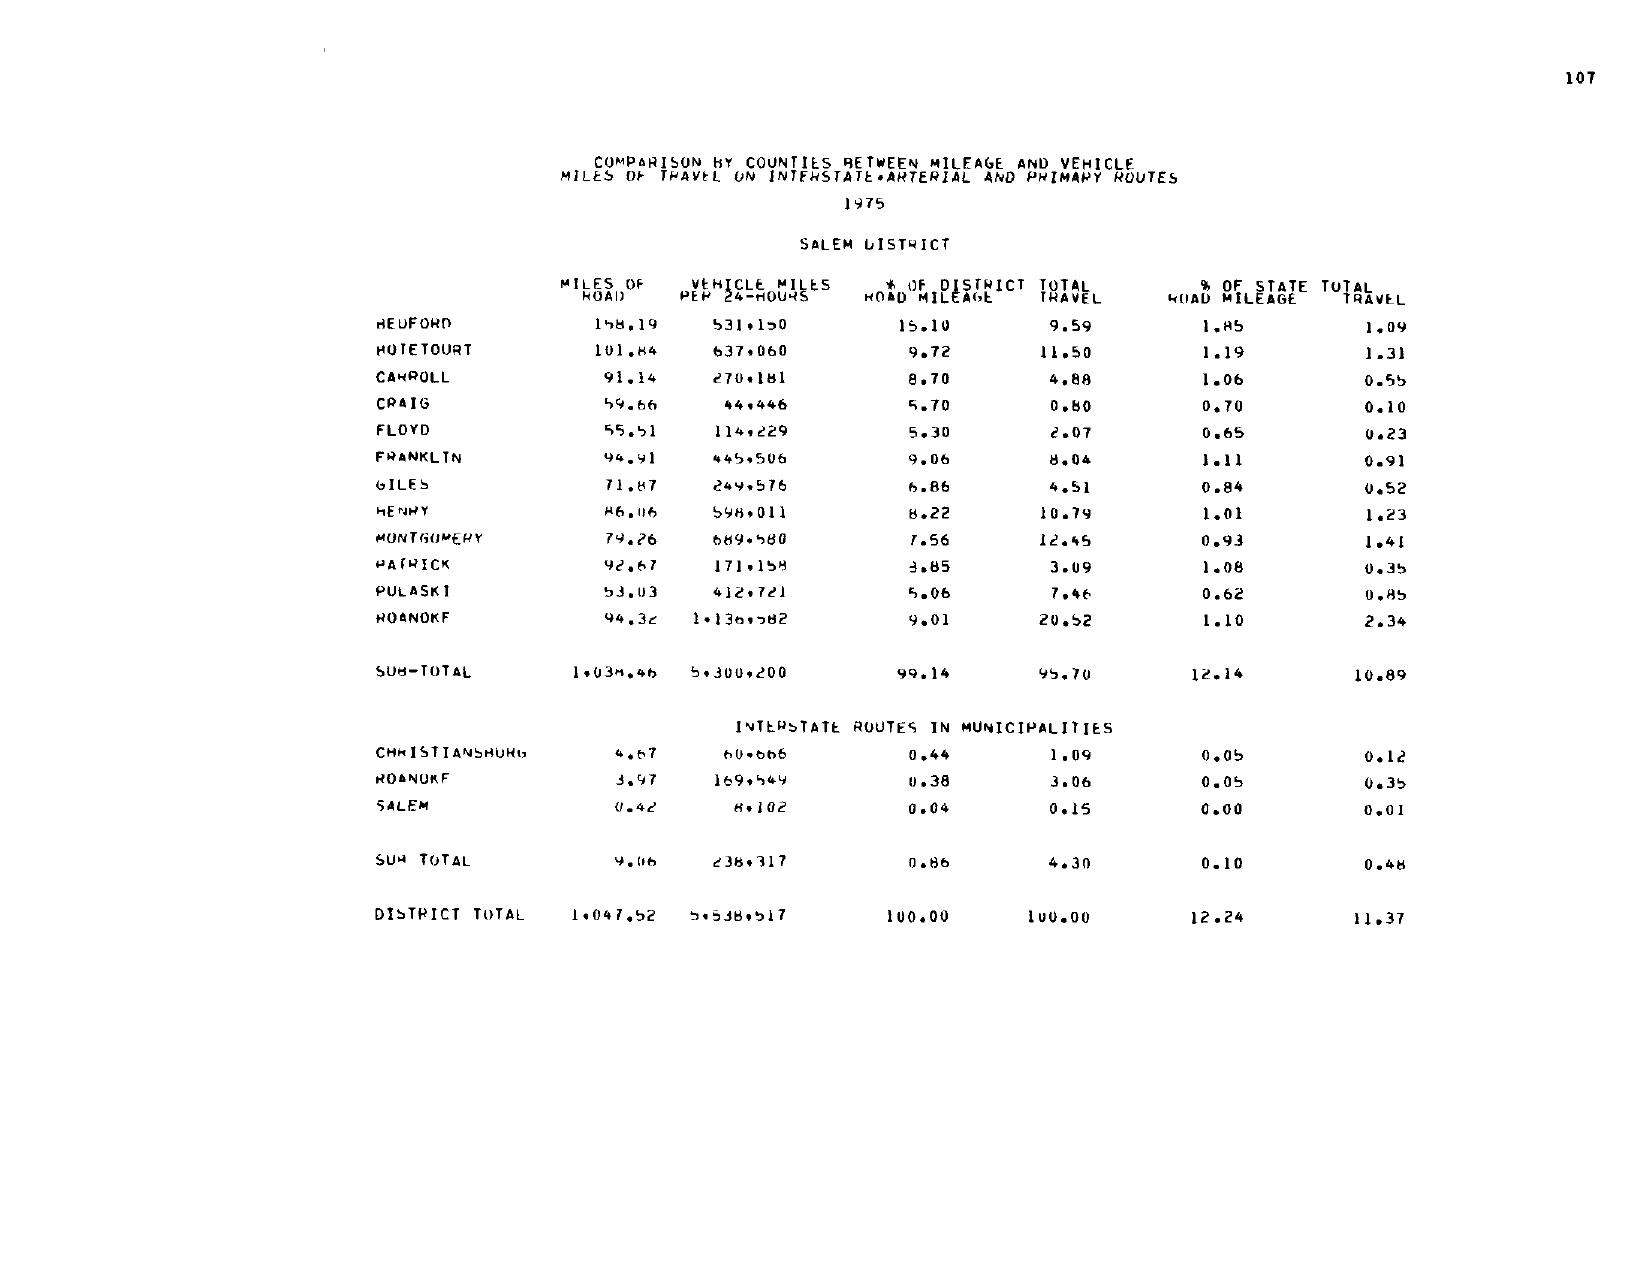 107
COMPARISON BY COUNTIES BETWEEN MILEAGE AND VEHICLE
MILES OF TRAVEL ON INTERSTATE,ARTERIAL AND PRIMARY ROUTES
1975
SALEM DISTRICT
MILES OF VEHICLE MILES % OF DISTRICT TOTAL % OF STATE TOTAL
ROAD PER 24-HOURS ROAD MILEAGE TRAVEL ROAD MILEAGE TRAVEL
BEDFORD 158.19 531,150 15.10 9.59 1.85 1.09
BOTETOURT 101.84 637,060 9.72 11.50 1.19 1.31
CARROLL 91.14 270,181 8.70 4.88 1.06 0.55
CRAIG 59.66 44,446 5.70 0.80 0.70 0.10
FLOYD 55.51 114,229 5.30 2.07 0.65 0.23
FRANKLIN 94.91 445,506 9.06 8.04 1.11 0.91
GILES 71.87 249,576 6.86 4.51 0.84 0.52
HENRY 86.06 598,011 8.22 10.79 1.01 1.23
MONTGOMERY 79.26 689,580 7.56 12.45 0.93 1.41
PATRICK 92.67 171,158 8.85 3.09 1.08 0.35
PULASKI 53.03 412,721 5.06 7.46 0.62 0.85
ROANOKE 94.32 1,136,582 9.01 20.52 1.10 2.34
SUB-TOTAL 1,038.46 5,300,200 99.14 95.70 12.14 10.89
INTERSTATE ROUTES IN MUNICIPALITIES
CHRISTIANSBURG 4.67 60,666 0.44 1.09 0.05 0.12
ROANOKE 3.97 169,549 0.38 3.06 0.05 0.35
SALEM 0.42 8,102 0.04 0.15 0.00 0.01
SUB TOTAL 9.06 238,317 0.86 4.30 0.10 0.48
DISTRICT TOTAL 1,047.52 5,538,517 100.00 100.00 12.24 11.37